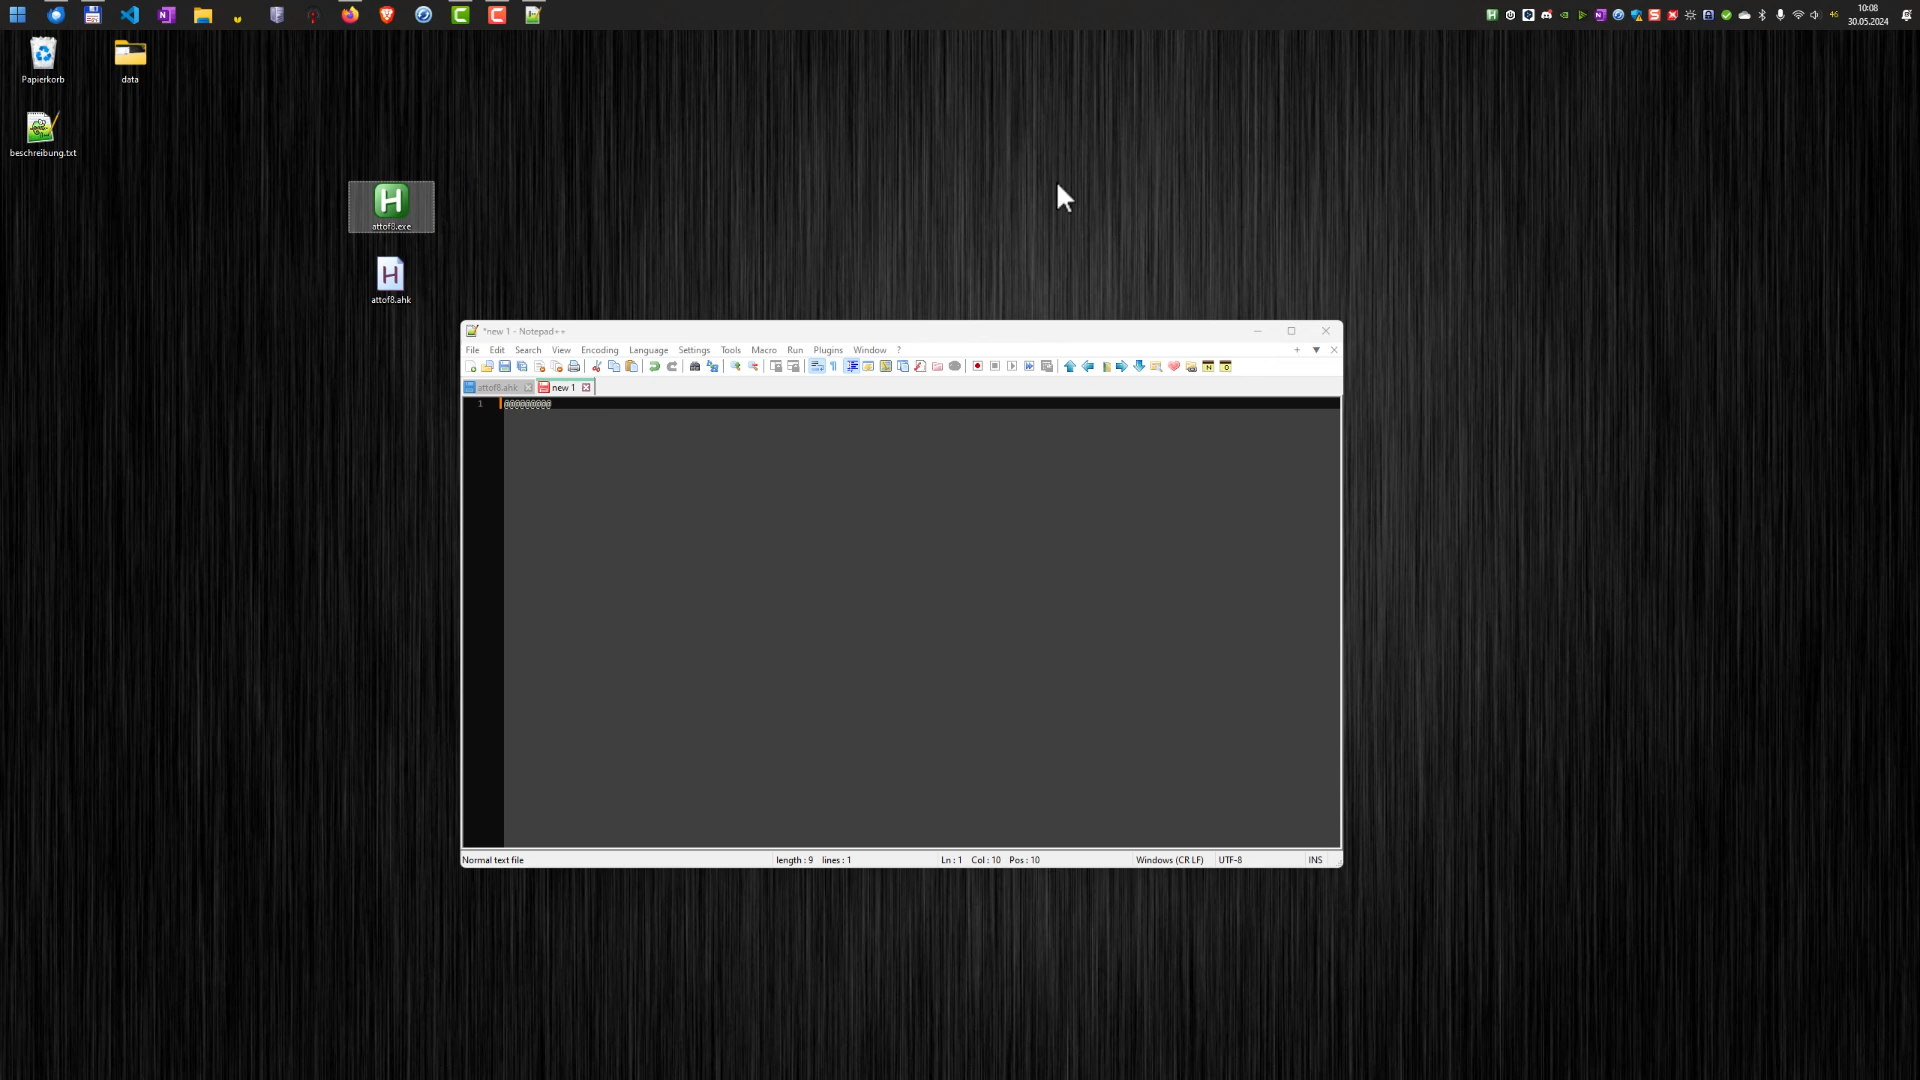 46
10:08
30.05.2024
Papierkorb
data
beschreibung.txt
attof8.exe
attof8.ahk
*new 1 - Notepad++
File Edit Search View Encoding Language Settings Tools Macro Run Plugins Window ?
attof8.ahk
new 1
1 @@@@@@@@@
Normal text file length : 9 lines : 1 Ln : 1 Col : 10 Pos : 10 Windows (CR LF) UTF-8 INS